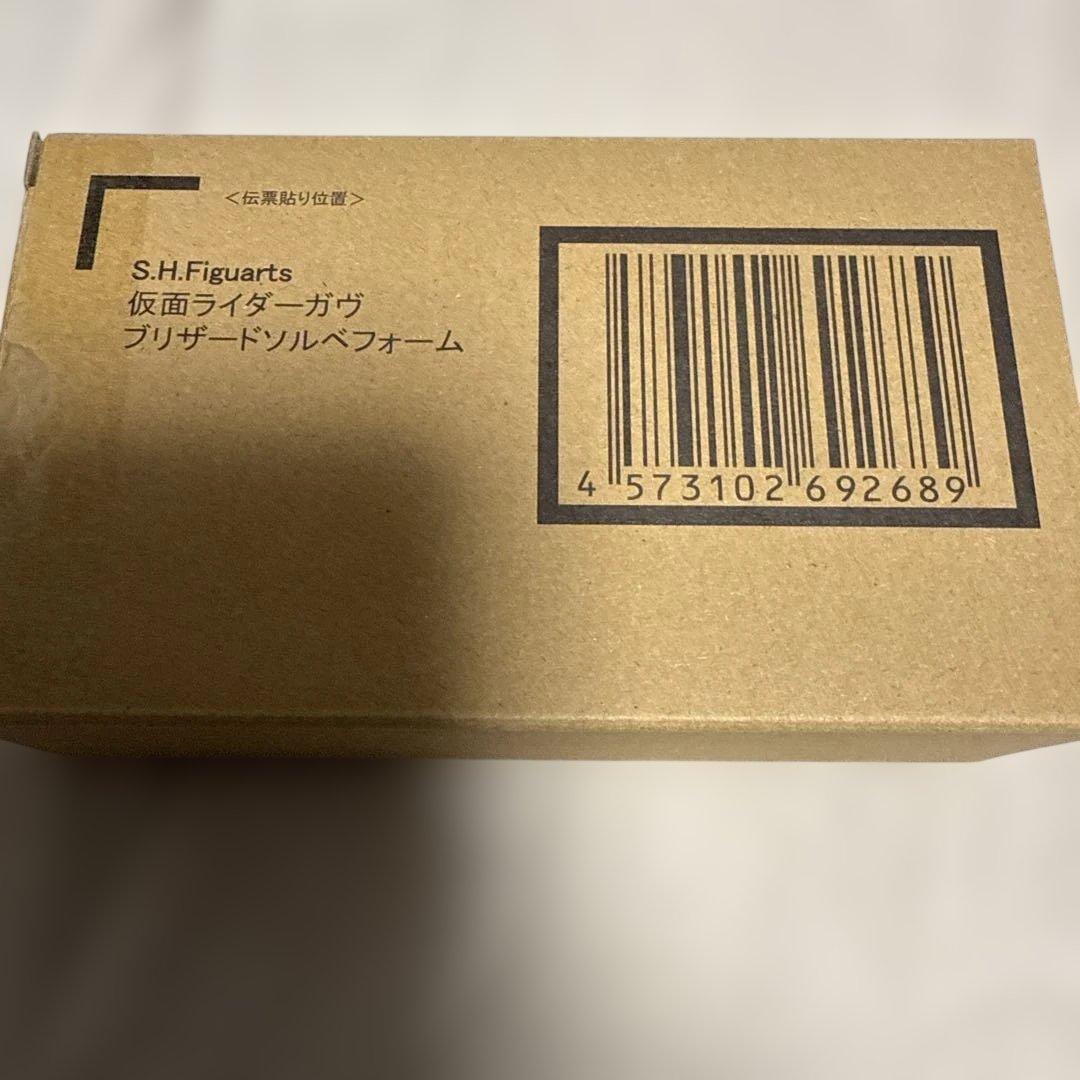 ＜伝票貼り位置＞
S.H.Figuarts
仮面ライダーガヴ
ブリザードソルベフォーム
4 573102 692689